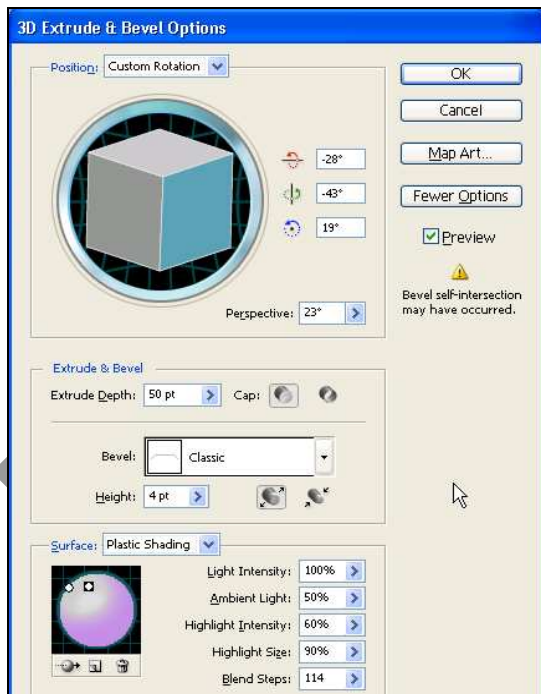 3D Extrude & Bevel Options
Position: Custom Rotation
OK
Cancel
Map Art...
Fewer Options
Preview
-28°
-43°
19°
Perspective: 23°
Bevel self-intersection
may have occurred.
Extrude & Bevel
Extrude Depth: 50 pt Cap:
Bevel: Classic
Height: 4 pt
Surface: Plastic Shading
Light Intensity: 100%
Ambient Light: 50%
Highlight Intensity: 60%
Highlight Size: 90%
Blend Steps: 114